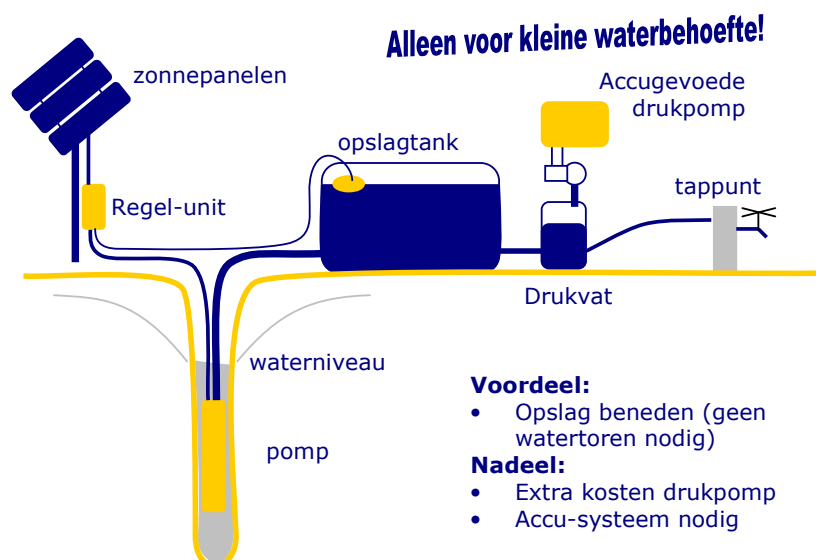 Alleen voor kleine waterbehoefte!
zonnepanelen
Accugevoede
drukpomp
opslagtank
tappunt
Regel-unit
Drukvat
waterniveau
pomp
Voordeel:
• Opslag beneden (geen
watertoren nodig)
Nadeel:
• Extra kosten drukpomp
• Accu-systeem nodig